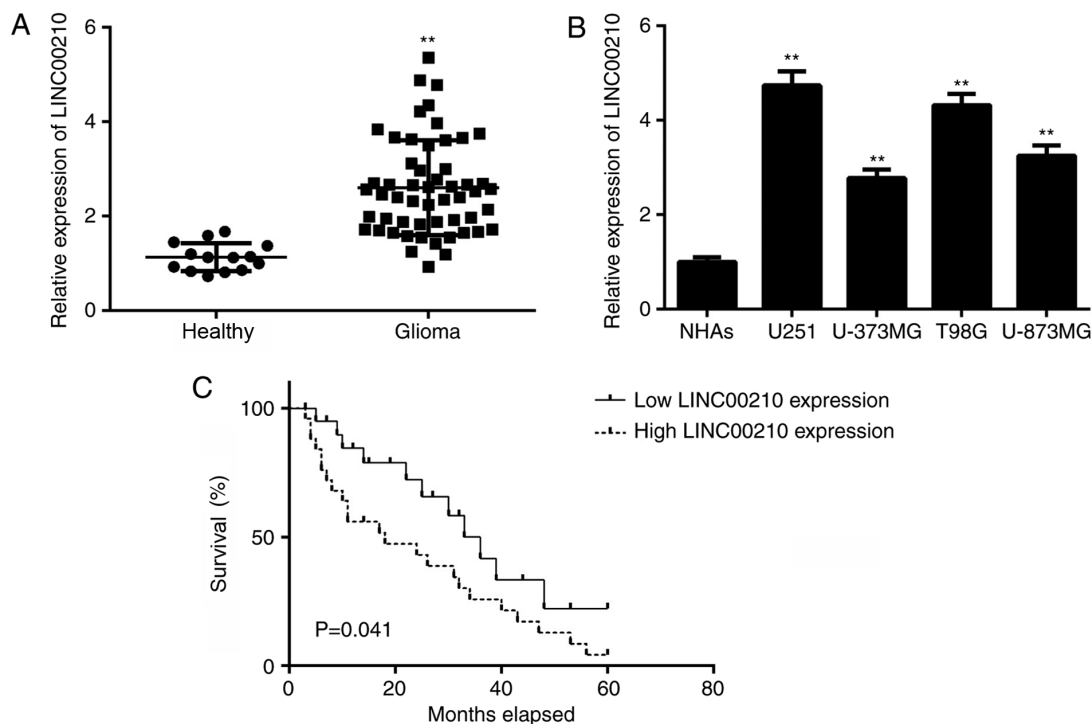 A
Relative expression of LINC00210
6
4
2
0
**
Healthy
Glioma
B
Relative expression of LINC00210
6
4
2
0
**
**
**
**
NHAs
U251
U-373MG
T98G
U-873MG
C
Survival (%)
100
50
0
P=0.041
0
20
40
60
80
Months elapsed
Low LINC00210 expression
High LINC00210 expression